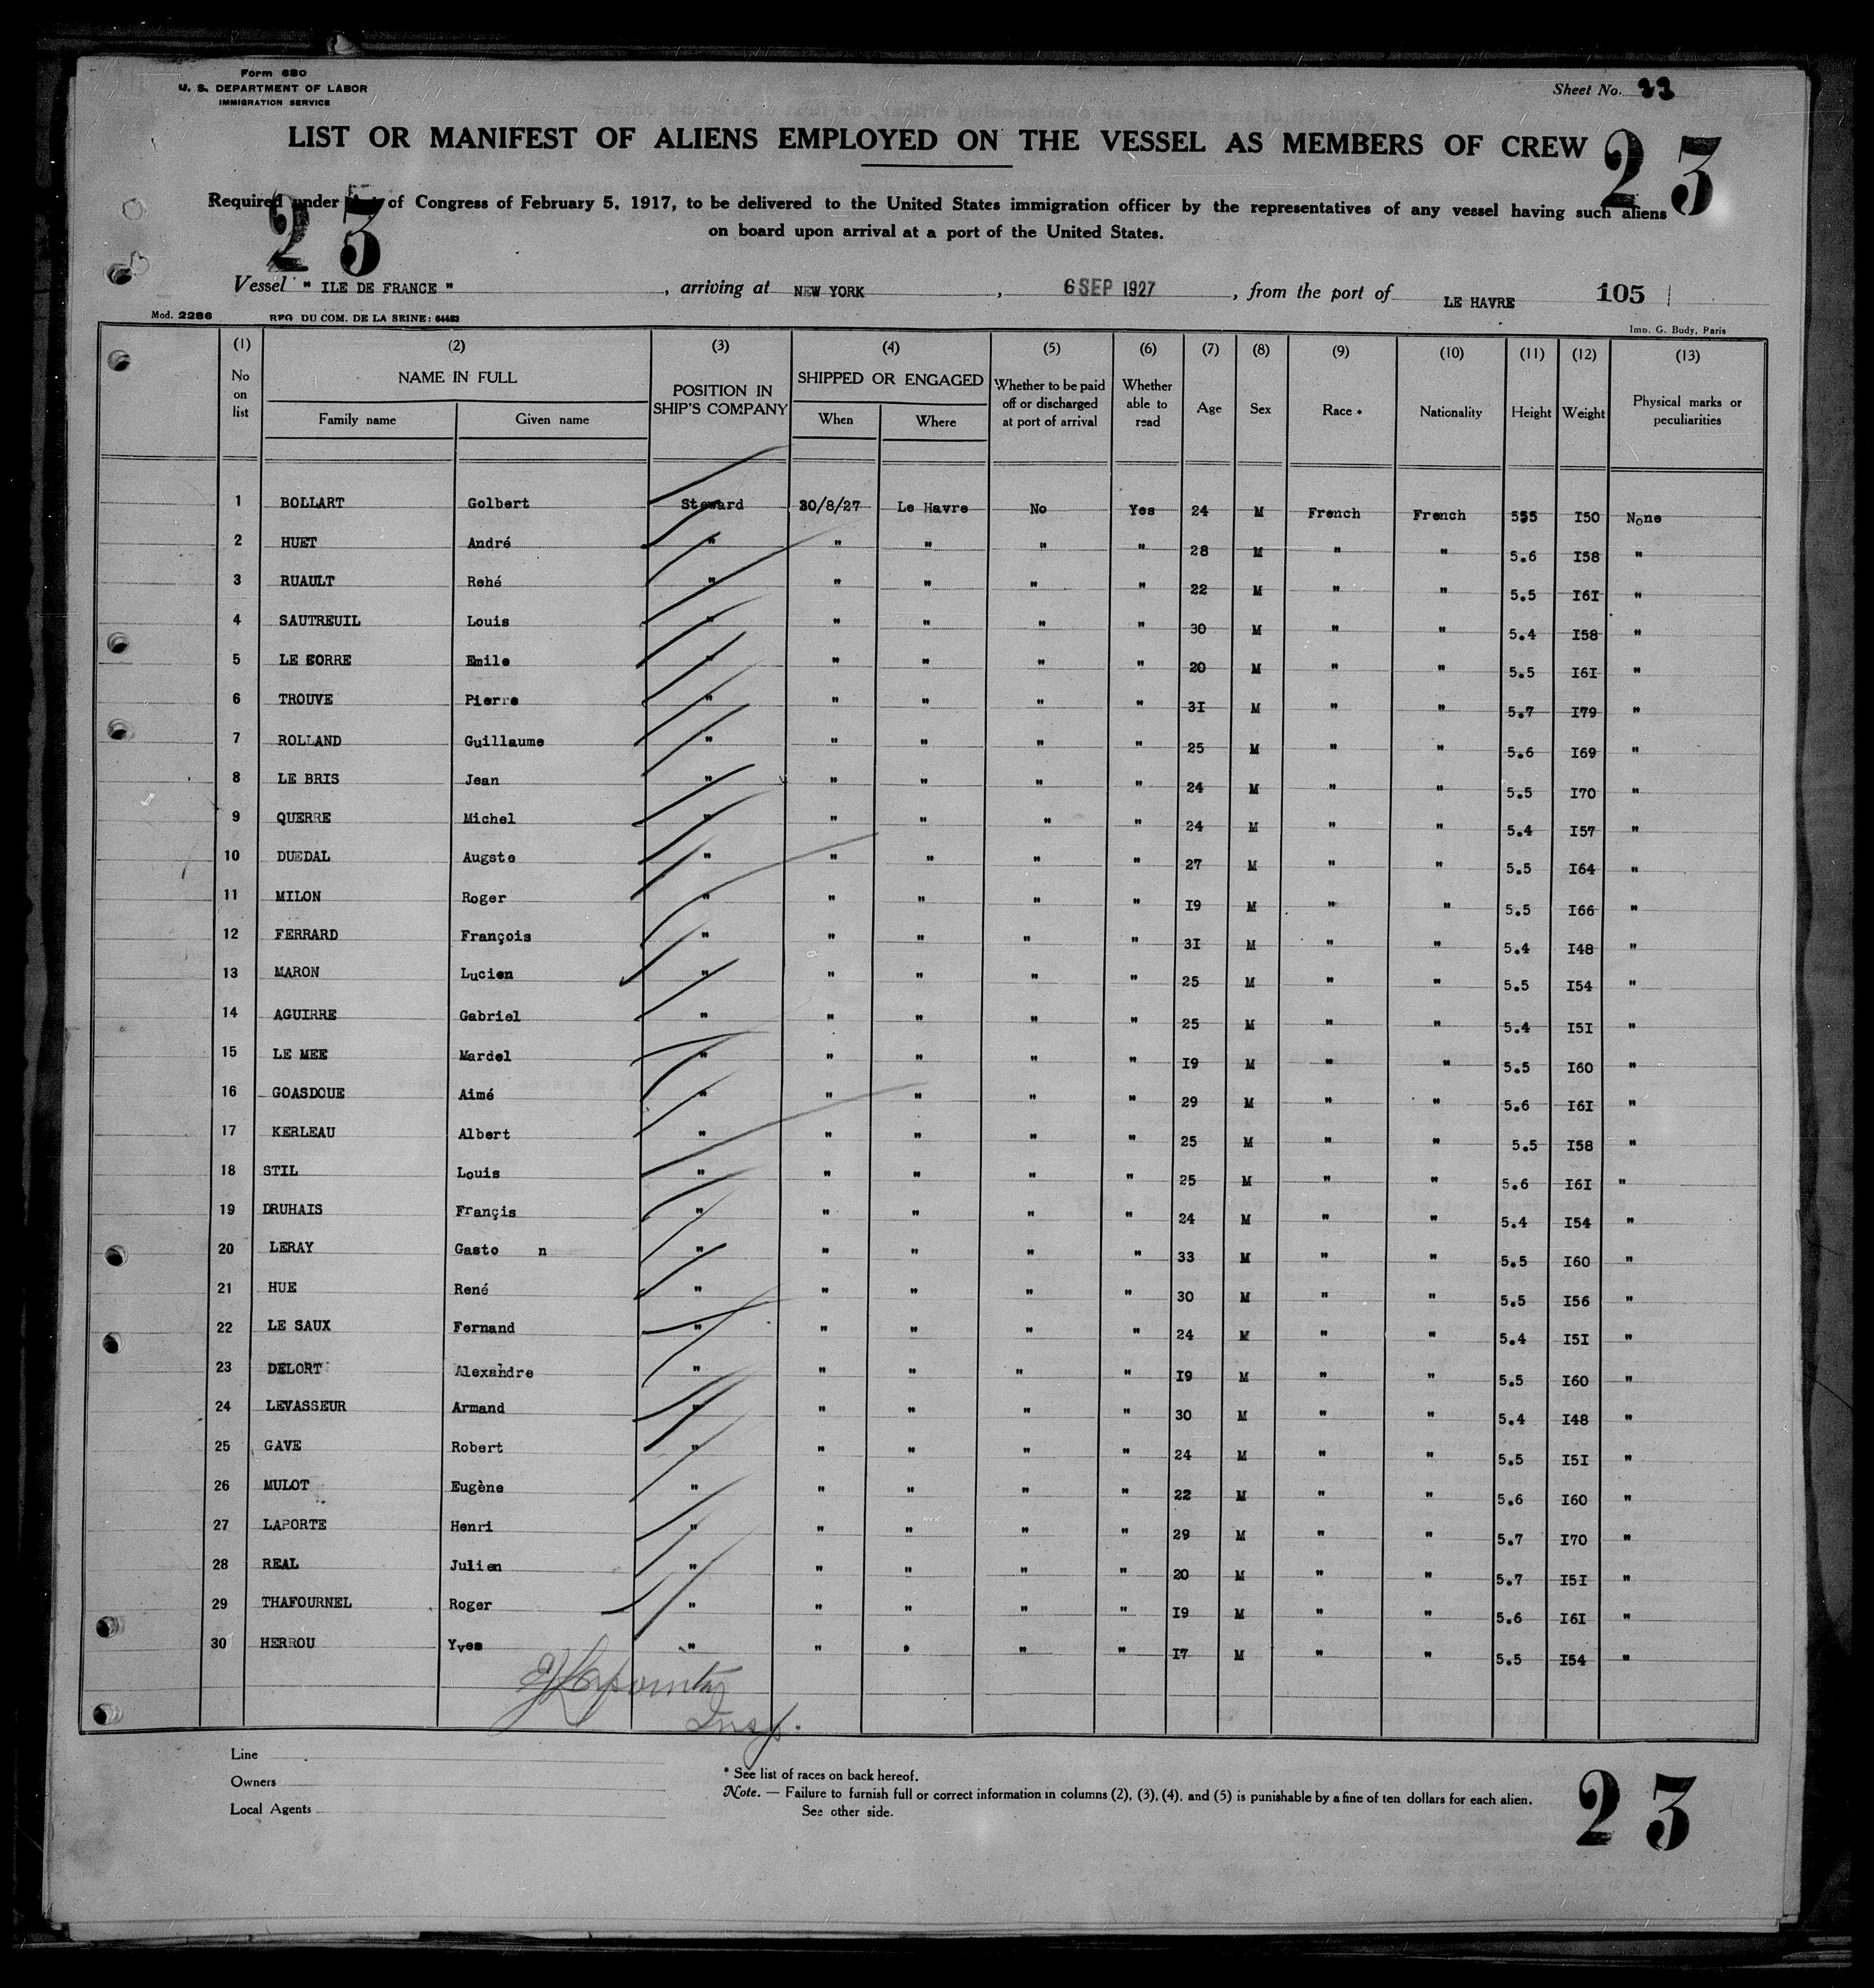 Form 680
U. S. DEPARTMENT OF LABOR
IMMIGRATION SERVICE
Sheet No. 23
LIST OR MANIFEST OF ALIENS EMPLOYED ON THE VESSEL AS MEMBERS OF CREW
23
Required under Act of Congress of February 5, 1917, to be delivered to the United States immigration officer by the representatives of any vessel having such aliens
on board upon arrival at a port of the United States.
23
Vessel " ILE DE FRANCE ", arriving at NEW YORK, 6 SEP 1927, from the port of LE HAVRE 105
Mod. 2286 REG DU COM. DE LA SEINE: 64483
Imp. G. Budy, Paris
(1) (2) (3) (4) (5) (6) (7) (8) (9) (10) (11) (12) (13)
No on list NAME IN FULL POSITION IN SHIP'S COMPANY SHIPPED OR ENGAGED Whether to be paid off or discharged at port of arrival Whether able to read Age Sex Race * Nationality Height Weight Physical marks or peculiarities
Family name Given name When Where
1 BOLLART Golbert Steward 30/8/27 Le Havre No Yes 24 M French French 555 I50 None
2 HUET André " " " " " 28 M " " 5.6 I58 "
3 RUAULT Rehé " " " " " 22 M " " 5.5 I6I "
4 SAUTREUIL Louis " " " " " 30 M " " 5.4 I58 "
5 LE CORRE Emile " " " " " 20 M " " 5.5 I6I "
6 TROUVE Pierre " " " " " 3I M " " 5.7 I79 "
7 ROLLAND Guillaume " " " " " 25 M " " 5.6 I69 "
8 LE BRIS Jean " " " " " 24 M " " 5.5 I70 "
9 QUERRE Michel " " " " " 24 M " " 5.4 I57 "
10 DUEDAL Augste " " " " " 27 M " " 5.5 I64 "
11 MILON Roger " " " " " I9 M " " 5.5 I66 "
12 FERRARD François " " " " " 3I M " " 5.4 I48 "
13 MARON Lucien " " " " " 25 M " " 5.5 I54 "
14 AGUIRRE Gabriel " " " " " 25 M " " 5.4 I5I "
15 LE MEE Mardel " " " " " I9 M " " 5.5 I60 "
16 GOASDOUE Aimé " " " " " 29 M " " 5.6 I6I "
17 KERLEAU Albert " " " " " 25 M " " 5.5 I58 "
18 STIL Louis " " " " " 25 M " " 5.6 I6I "
19 DRUHAIS Françis " " " " " 24 M " " 5.4 I54 "
20 LERAY Gasto n " " " " " 33 M " " 5.5 I60 "
21 HUE René " " " " " 30 M " " 5.5 I56 "
22 LE SAUX Fernand " " " " " 24 M " " 5.4 I5I "
23 DELORT Alexandre " " " " " I9 M " " 5.5 I60 "
24 LEVASSEUR Armand " " " " " 30 M " " 5.4 I48 "
25 GAVE Robert " " " " " 24 M " " 5.5 I5I "
26 MULOT Eugène " " " " " 22 M " " 5.6 I60 "
27 LAPORTE Henri " " " " " 29 M " " 5.7 I70 "
28 REAL Julien " " " " " 20 M " " 5.7 I5I "
29 THAFOURNEL Roger " " " " " I9 M " " 5.6 I6I "
30 HERROU Yves " " " " " I7 M " " 5.5 I54 "
Insp.
Line
Owners
Local Agents
* See list of races on back hereof.
Note. — Failure to furnish full or correct information in columns (2), (3), (4), and (5) is punishable by a fine of ten dollars for each alien.
See other side.
23